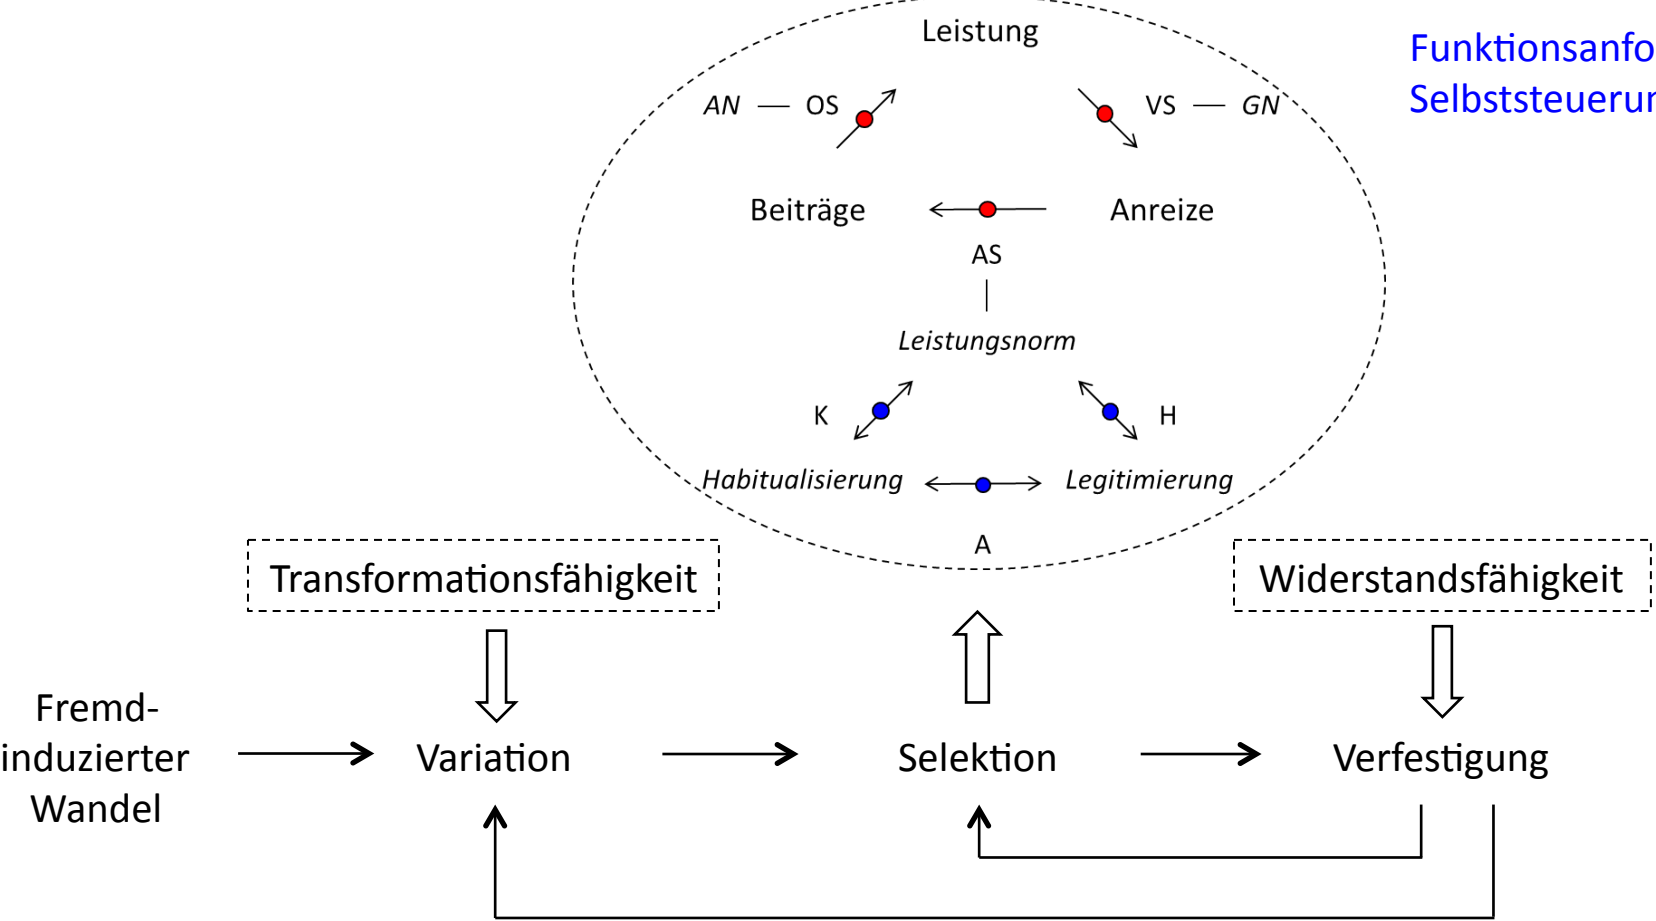 Leistung
Funktionsanfo
Selbststeuerun
AN — OS
VS — GN
Beiträge
Anreize
AS
Leistungsnorm
K
H
Habitualisierung
Legitimierung
A
Transformationsfähigkeit
Widerstandsfähigkeit
Fremd-
induzierter
Wandel
Variation
Selektion
Verfestigung